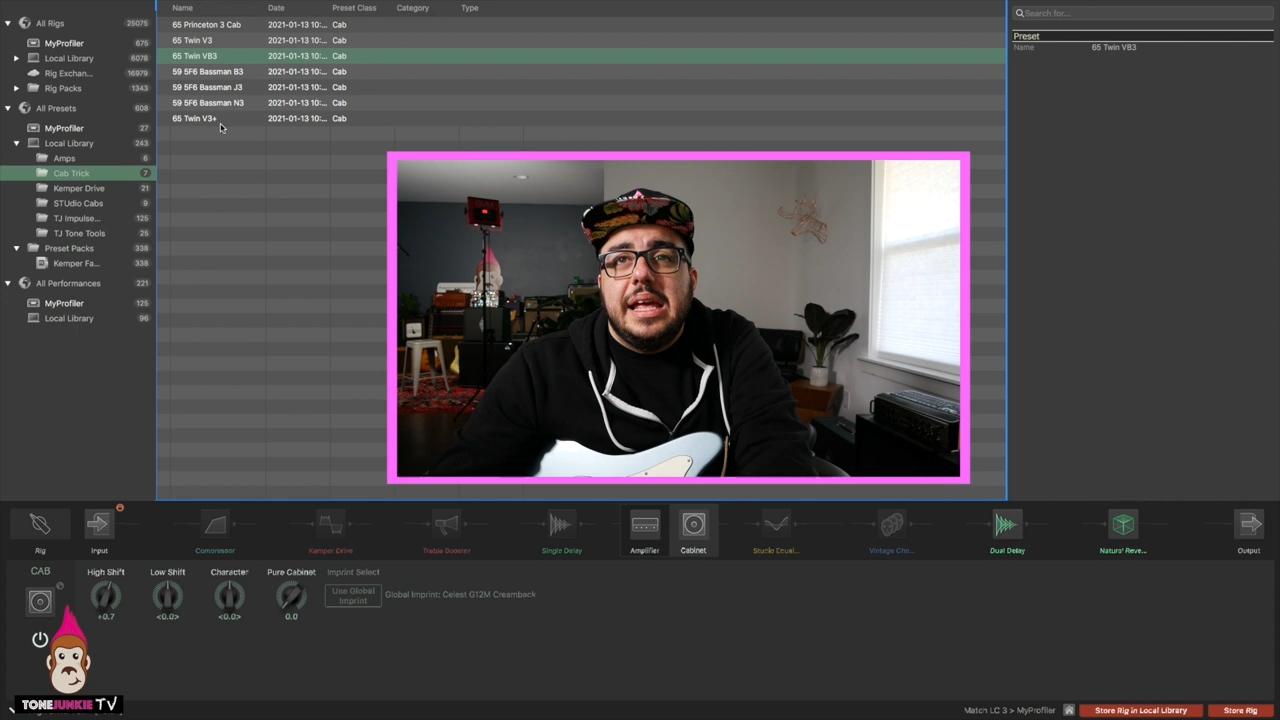 All Rigs 25075
MyProfiler 675
Local Library 6078
Rig Exchan... 16979
Rig Packs 1343
All Presets 608
MyProfiler 27
Local Library 243
Amps 6
Cab Trick 7
Kemper Drive 21
STUdio Cabs 9
TJ Impulse... 125
TJ Tone Tools 25
Preset Packs 338
Kemper Fa... 338
All Performances 221
MyProfiler 125
Local Library 96
Name Date Preset Class Category Type
65 Princeton 3 Cab 2021-01-13 10:... Cab
65 Twin V3 2021-01-13 10:... Cab
65 Twin VB3 2021-01-13 10:... Cab
59 5F6 Bassman B3 2021-01-13 10:... Cab
59 5F6 Bassman J3 2021-01-13 10:... Cab
59 5F6 Bassman N3 2021-01-13 10:... Cab
65 Twin V3+ 2021-01-13 10:... Cab
Search for...
Preset
Name 65 Twin VB3
Rig Input Compressor Kemper Drive Treble Booster Single Delay Amplifier Cabinet Studio Equal... Vintage Cho... Dual Delay Natural Reve... Output
CAB
High Shift Low Shift Character Pure Cabinet Imprint Select
Use Global Imprint Global Imprint: Celest G12M Creamback
+0.7 <0.0> <0.0> 0.0
TONEJUNKIE TV
Match LC 3 > MyProfiler Store Rig in Local Library Store Rig